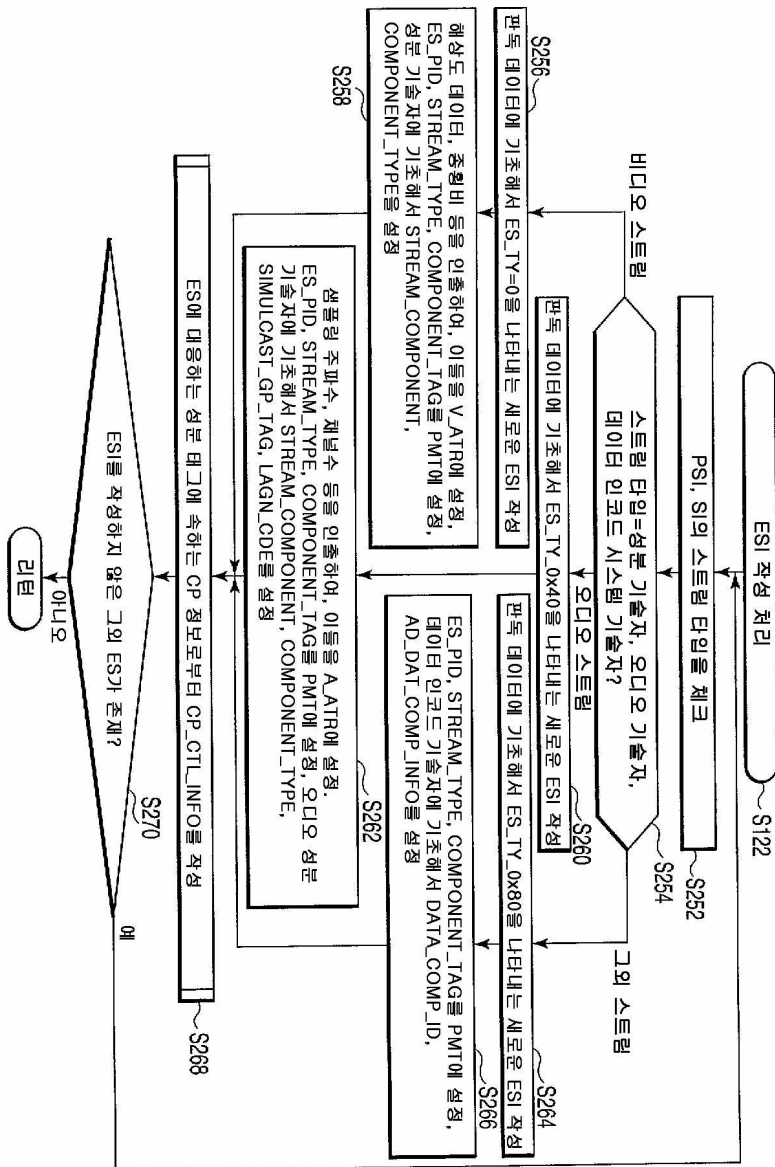 ESI 작성 처리
S122
PSI, SI의 스트림 타입을 체크
S252
스트림 타입=성분 기술자, 오디오 기술자,
데이터 인코드 시스템 기술자?
S254
비디오 스트림
오디오 스트림
그외 스트림
S256
판독 데이터에 기초해서 ES_TY=0을 나타내는 새로운 ESI 작성
판독 데이터에 기초해서 ES_TY_0x40을 나타내는 새로운 ESI 작성
S260
판독 데이터에 기초해서 ES_TY_0x80을 나타내는 새로운 ESI 작성
S264
해상도 데이터, 종횡비 등을 인출하여, 이들을 V_ATR에 설정,
ES_PID, STREAM_TYPE, COMPONENT_TAG를 PMT에 설정,
성분 기술자에 기초해서 STREAM_COMPONENT,
COMPONENT_TYPE을 설정
S258
샘플링 주파수, 채널수 등을 인출하여, 이들을 A_ATR에 설정.
ES_PID, STREAM_TYPE, COMPONENT_TAG를 PMT에 설정, 오디오 성분
기술자에 기초해서 STREAM_COMPONENT, COMPONENT_TYPE,
SIMULCAST_GP_TAG, LAGN_CDE를 설정
S262
ES_PID, STREAM_TYPE, COMPONENT_TAG를 PMT에 설정,
데이터 인코드 기술자에 기초해서 DATA_COMP_ID,
AD_DAT_COMP_INFO를 설정
S266
ES에 대응하는 성분 태그에 속하는 CP 정보로부터 CP_CTL_INFO를 작성
S268
ESI를 작성하지 않은 그외 ES가 존재?
S270
예
아니오
리턴